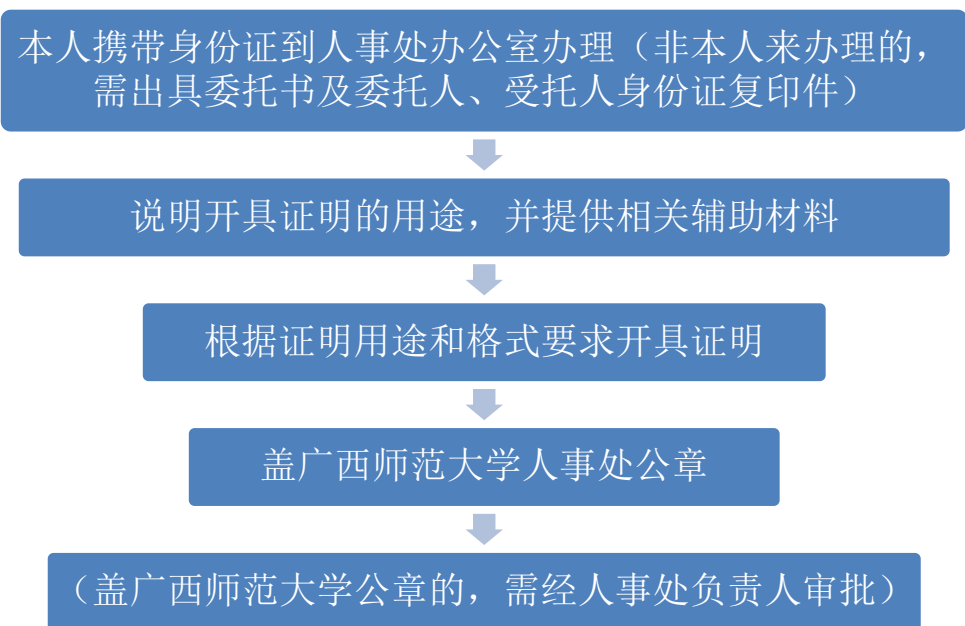 本人携带身份证到人事处办公室办理（非本人来办理的，
需出具委托书及委托人、受托人身份证复印件）
说明开具证明的用途，并提供相关辅助材料
根据证明用途和格式要求开具证明
盖广西师范大学人事处公章
（盖广西师范大学公章的，需经人事处负责人审批）